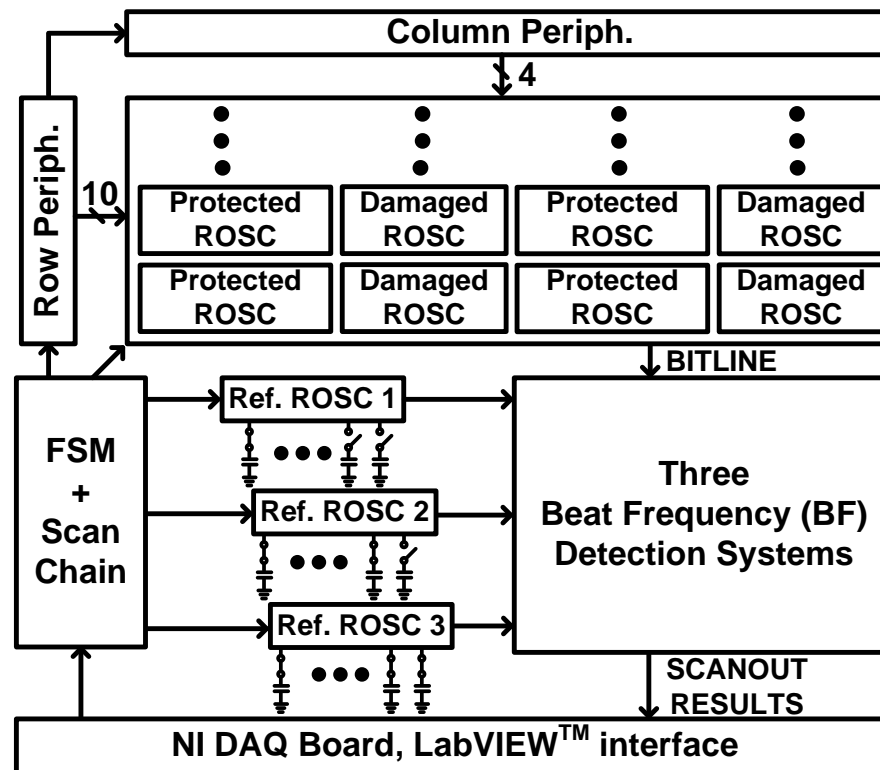 Column Periph.
4
Row Periph.
10
Protected ROSC
Damaged ROSC
Protected ROSC
Damaged ROSC
Protected ROSC
Damaged ROSC
Protected ROSC
Damaged ROSC
BITLINE
FSM
+
Scan
Chain
Ref. ROSC 1
Ref. ROSC 2
Ref. ROSC 3
Three
Beat Frequency (BF)
Detection Systems
SCANOUT
RESULTS
NI DAQ Board, LabVIEW™ interface